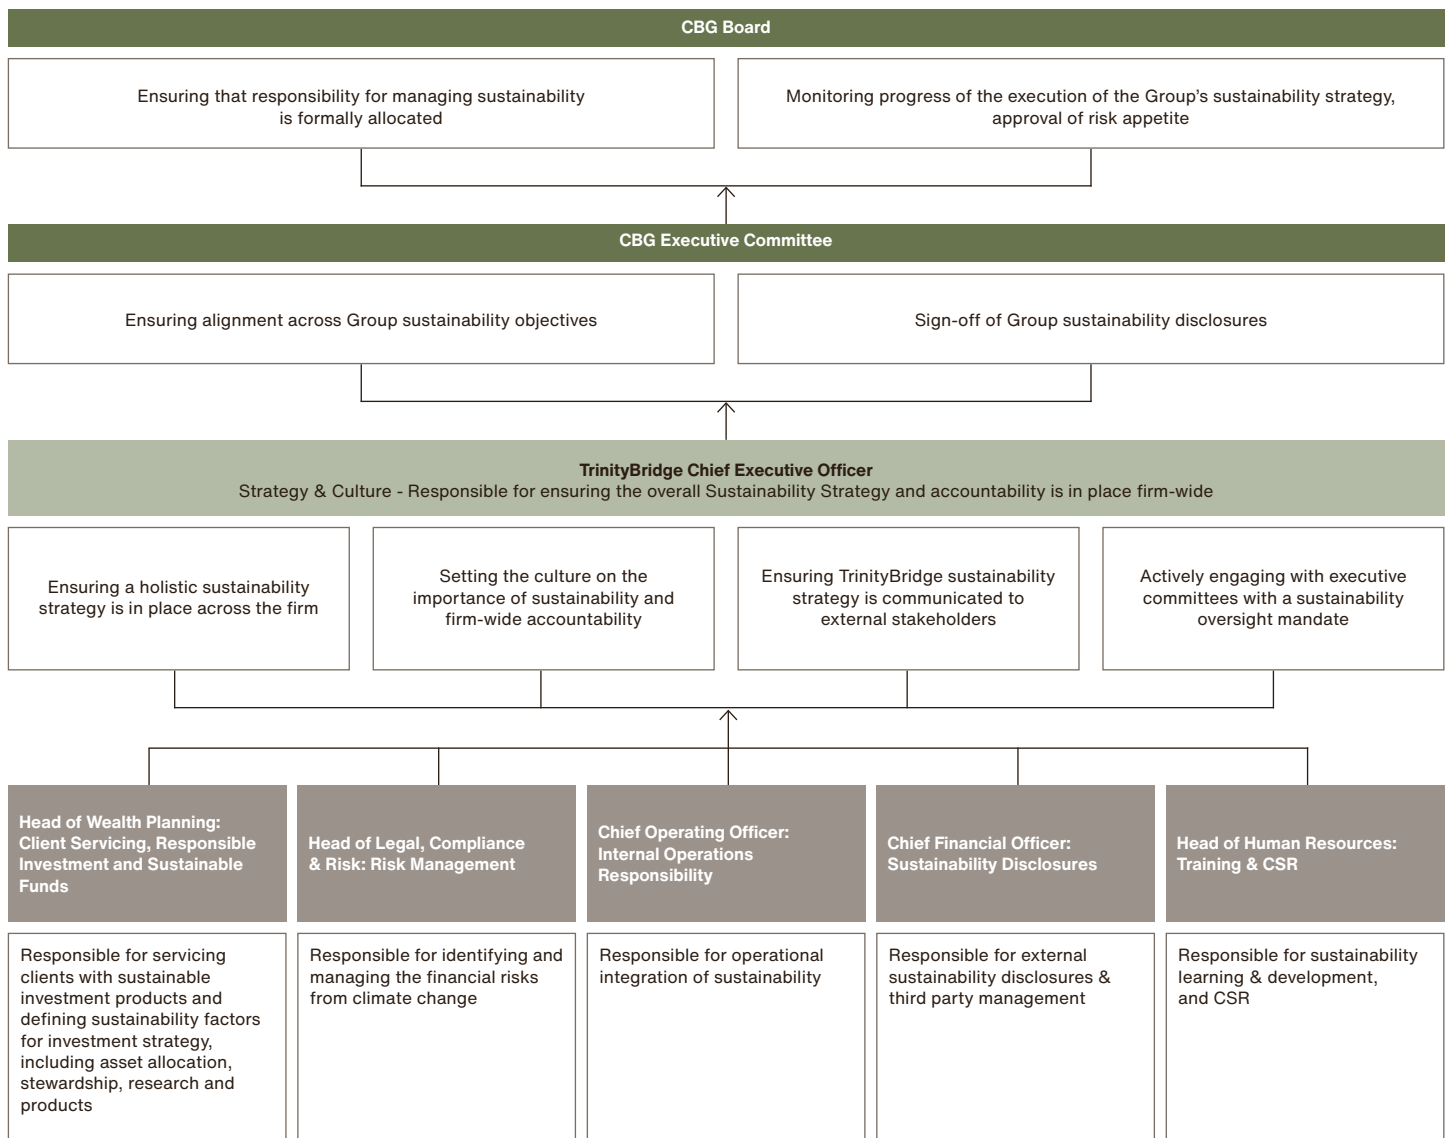 CBG Board
Ensuring that responsibility for managing sustainability
is formally allocated
Monitoring progress of the execution of the Group’s sustainability strategy,
approval of risk appetite
CBG Executive Committee
Ensuring alignment across Group sustainability objectives
Sign-off of Group sustainability disclosures
TrinityBridge Chief Executive Officer
Strategy & Culture - Responsible for ensuring the overall Sustainability Strategy and accountability is in place firm-wide
Ensuring a holistic sustainability
strategy is in place across the firm
Setting the culture on the
importance of sustainability and
firm-wide accountability
Ensuring TrinityBridge sustainability
strategy is communicated to
external stakeholders
Actively engaging with executive
committees with a sustainability
oversight mandate
Head of Wealth Planning:
Client Servicing, Responsible
Investment and Sustainable
Funds
Head of Legal, Compliance
& Risk: Risk Management
Chief Operating Officer:
Internal Operations
Responsibility
Chief Financial Officer:
Sustainability Disclosures
Head of Human Resources:
Training & CSR
Responsible for servicing
clients with sustainable
investment products and
defining sustainability factors
for investment strategy,
including asset allocation,
stewardship, research and
products
Responsible for identifying and
managing the financial risks
from climate change
Responsible for operational
integration of sustainability
Responsible for external
sustainability disclosures &
third party management
Responsible for sustainability
learning & development,
and CSR